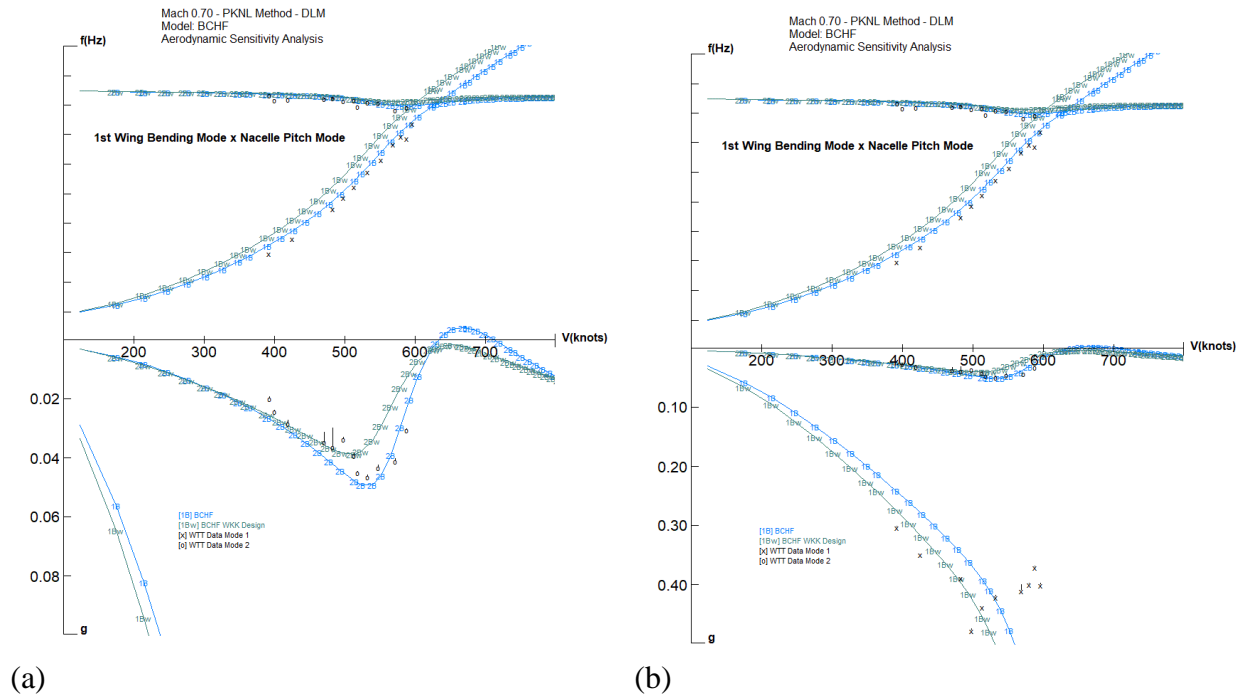 Mach 0.70 - PKNL Method - DLM
Model: BCHF
Aerodynamic Sensitivity Analysis
f(Hz)
1st Wing Bending Mode x Nacelle Pitch Mode
V(knots)
200 300 400 500 600 700
0.02
0.04
0.06
0.08
g
[1B] BCHF
[1Bw] BCHF WKK Design
[x] WTT Data Mode 1
[o] WTT Data Mode 2
(a)
Mach 0.70 - PKNL Method - DLM
Model: BCHF
Aerodynamic Sensitivity Analysis
f(Hz)
1st Wing Bending Mode x Nacelle Pitch Mode
V(knots)
200 300 400 500 600 700
0.10
0.20
0.30
0.40
g
[1B] BCHF
[1Bw] BCHF WKK Design
[x] WTT Data Mode 1
[o] WTT Data Mode 2
(b)